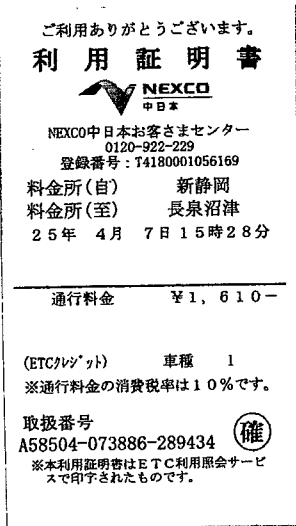 ご利用ありがとうございます。
利用証明書
NEXCO
中日本
NEXCO中日本お客さまセンター
0120-922-229
登録番号：T4180001056169
料金所(自)　新静岡
料金所(至)　長泉沼津
25年　4月　7日15時28分
通行料金　￥1,610－
(ETCｸﾚｼﾞｯﾄ)　車種　1
※通行料金の消費税率は10％です。
取扱番号
A58504-073886-289434　確
※本利用証明書はETC利用照会サービ
スで印字されたものです。